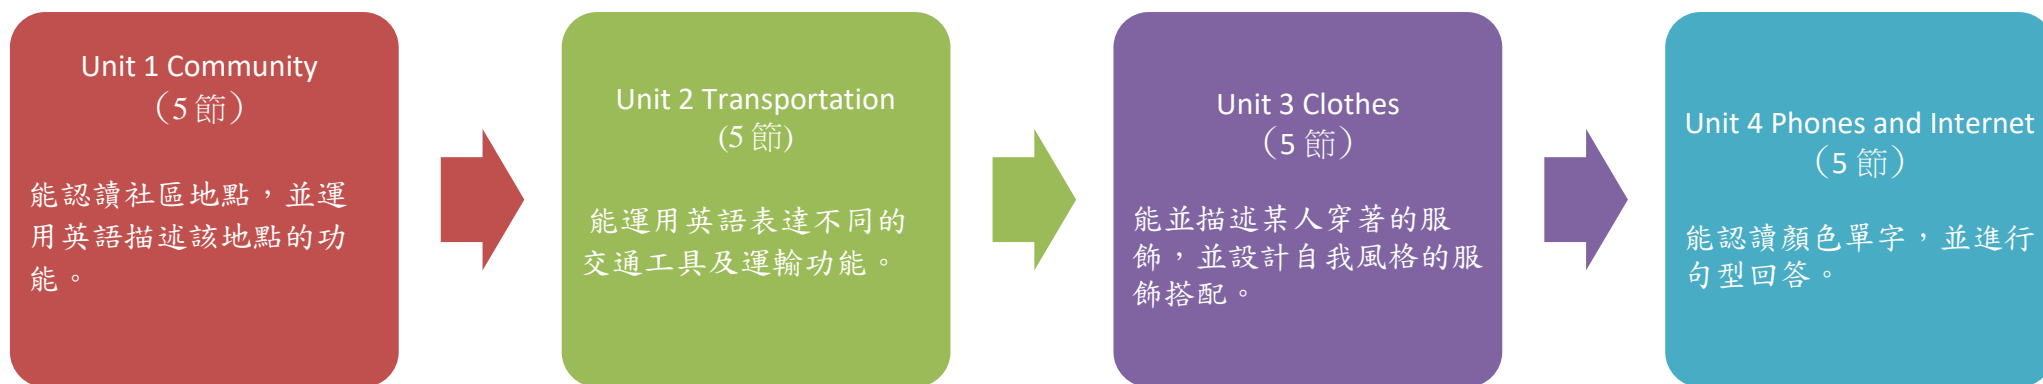 Unit 1 Community
（5 節）
能認讀社區地點，並運
用英語描述該地點的功
能。
Unit 2 Transportation
(5 節)
能運用英語表達不同的
交通工具及運輸功能。
Unit 3 Clothes
（5 節）
能並描述某人穿著的服
飾，並設計自我風格的服
飾搭配。
Unit 4 Phones and Internet
（5 節）
能認讀顏色單字，並進行
句型回答。